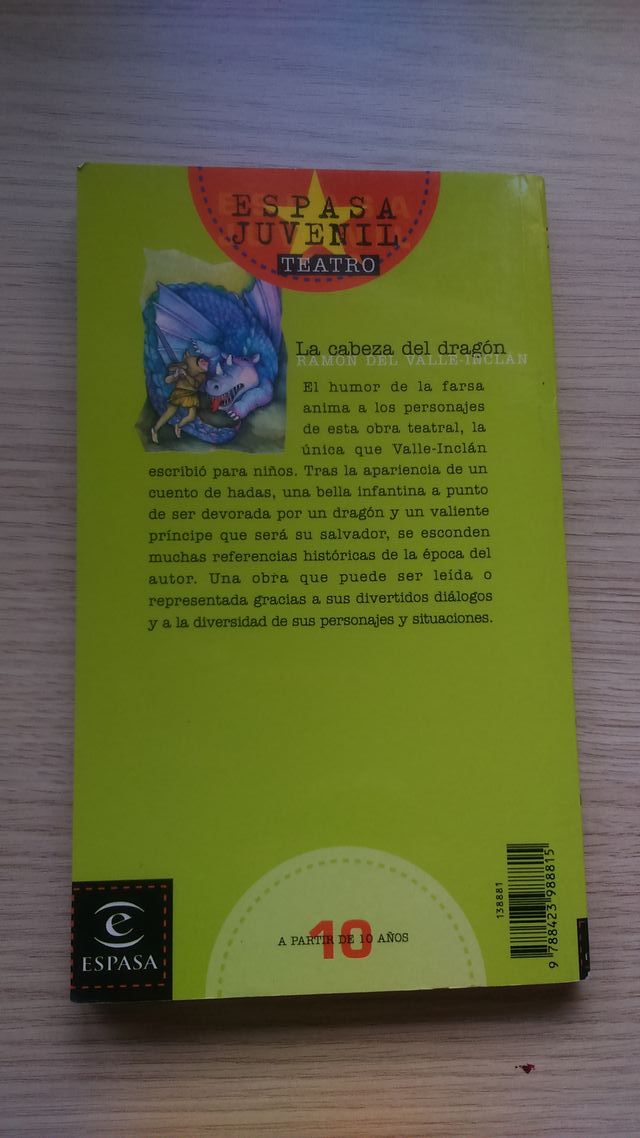 ESPASA
JUVENIL
TEATRO
La cabeza del dragón
RAMÓN DEL VALLE-INCLÁN
El humor de la farsa
anima a los personajes
de esta obra teatral, la
única que Valle-Inclán
escribió para niños. Tras la apariencia de un
cuento de hadas, una bella infantina a punto
de ser devorada por un dragón y un valiente
príncipe que será su salvador, se esconden
muchas referencias históricas de la época del
autor. Una obra que puede ser leída o
representada gracias a sus divertidos diálogos
y a la diversidad de sus personajes y situaciones.
e
ESPASA
10
A PARTIR DE 10 AÑOS
138881
9 788423 988815